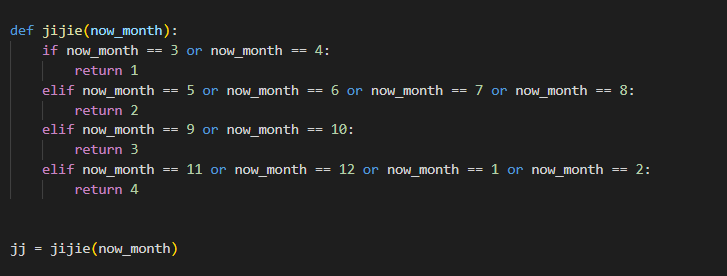 def jijie(now_month):
    if now_month == 3 or now_month == 4:
        return 1
    elif now_month == 5 or now_month == 6 or now_month == 7 or now_month == 8:
        return 2
    elif now_month == 9 or now_month == 10:
        return 3
    elif now_month == 11 or now_month == 12 or now_month == 1 or now_month == 2:
        return 4
jj = jijie(now_month)